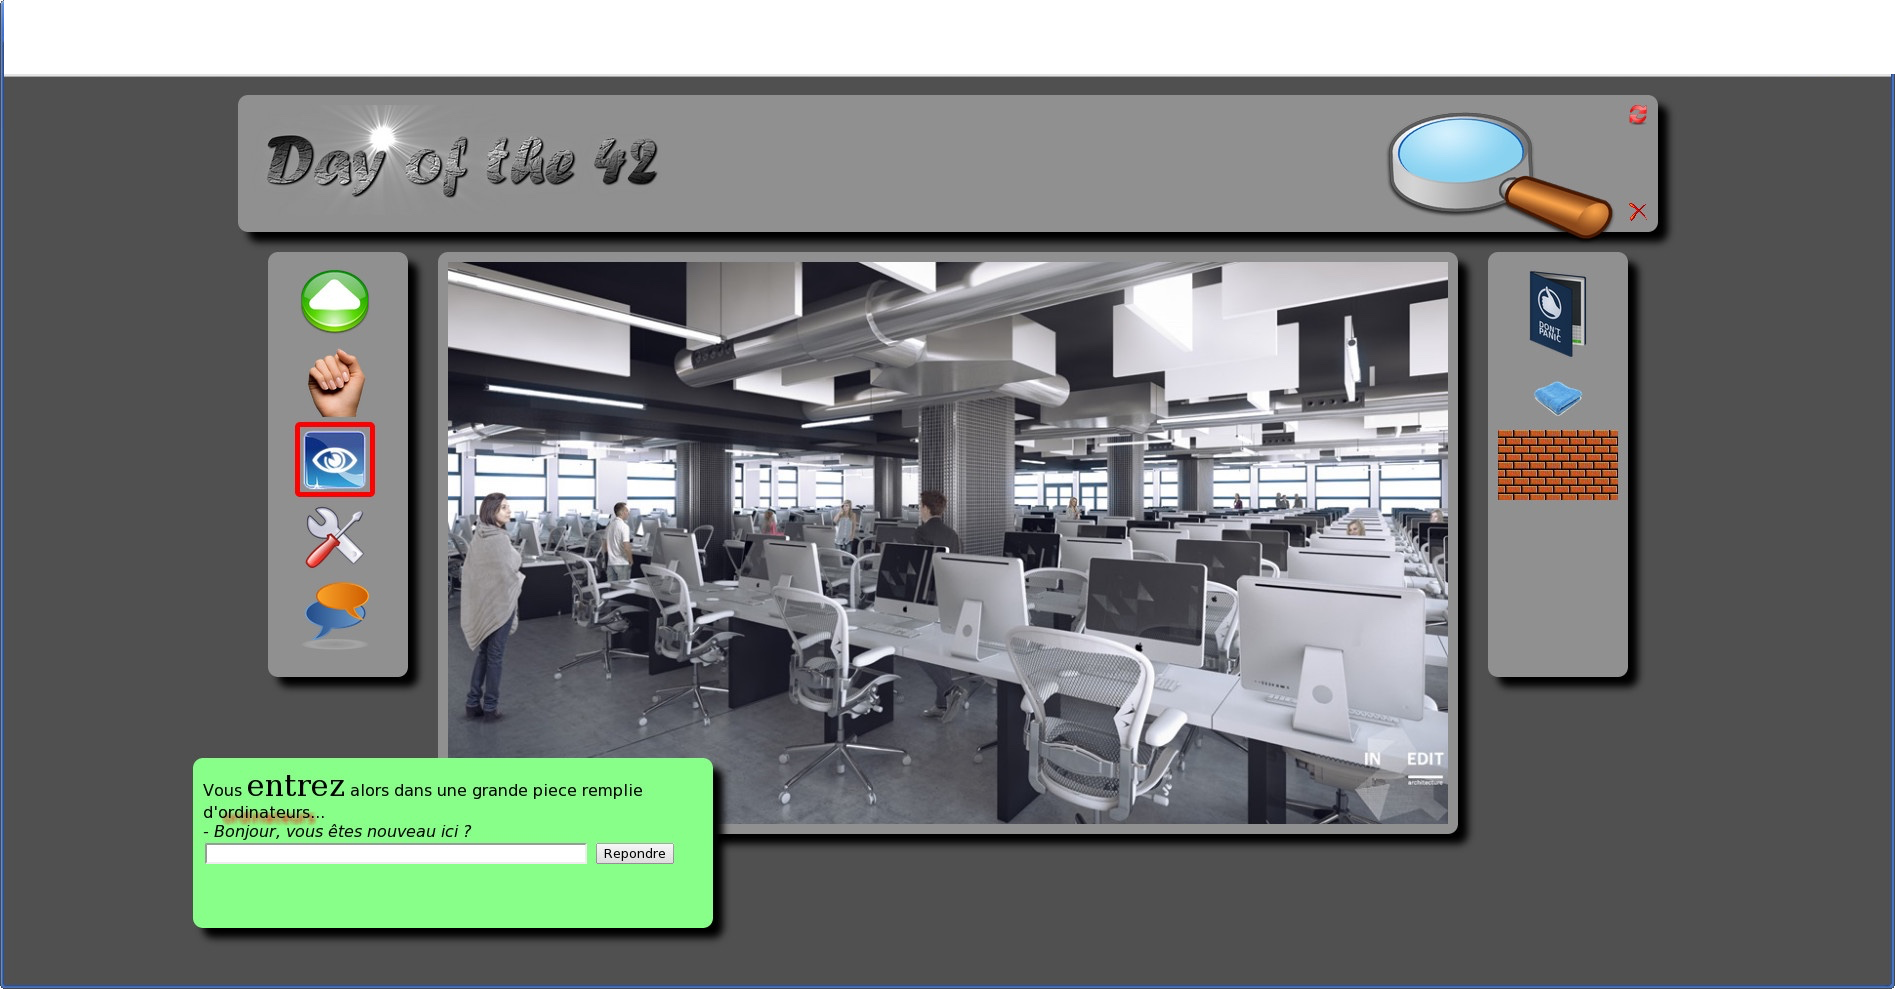 Day of the 42
DON'T
PANIC
IN EDIT
architecture
Vous entrez alors dans une grande piece remplie
d'ordinateurs...
- Bonjour, vous êtes nouveau ici ?
Repondre